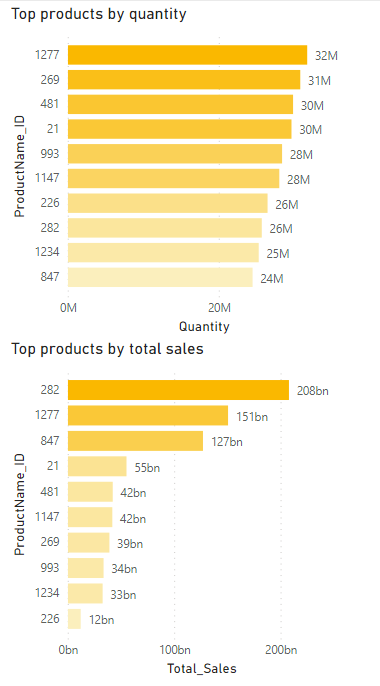 Top products by quantity
1277 32M
269 31M
481 30M
21 30M
993 28M
1147 28M
226 26M
282 26M
1234 25M
847 24M
ProductName_ID
0M 20M
Quantity
Top products by total sales
282 208bn
1277 151bn
847 127bn
21 55bn
481 42bn
1147 42bn
269 39bn
993 34bn
1234 33bn
226 12bn
ProductName_ID
0bn 100bn 200bn
Total_Sales